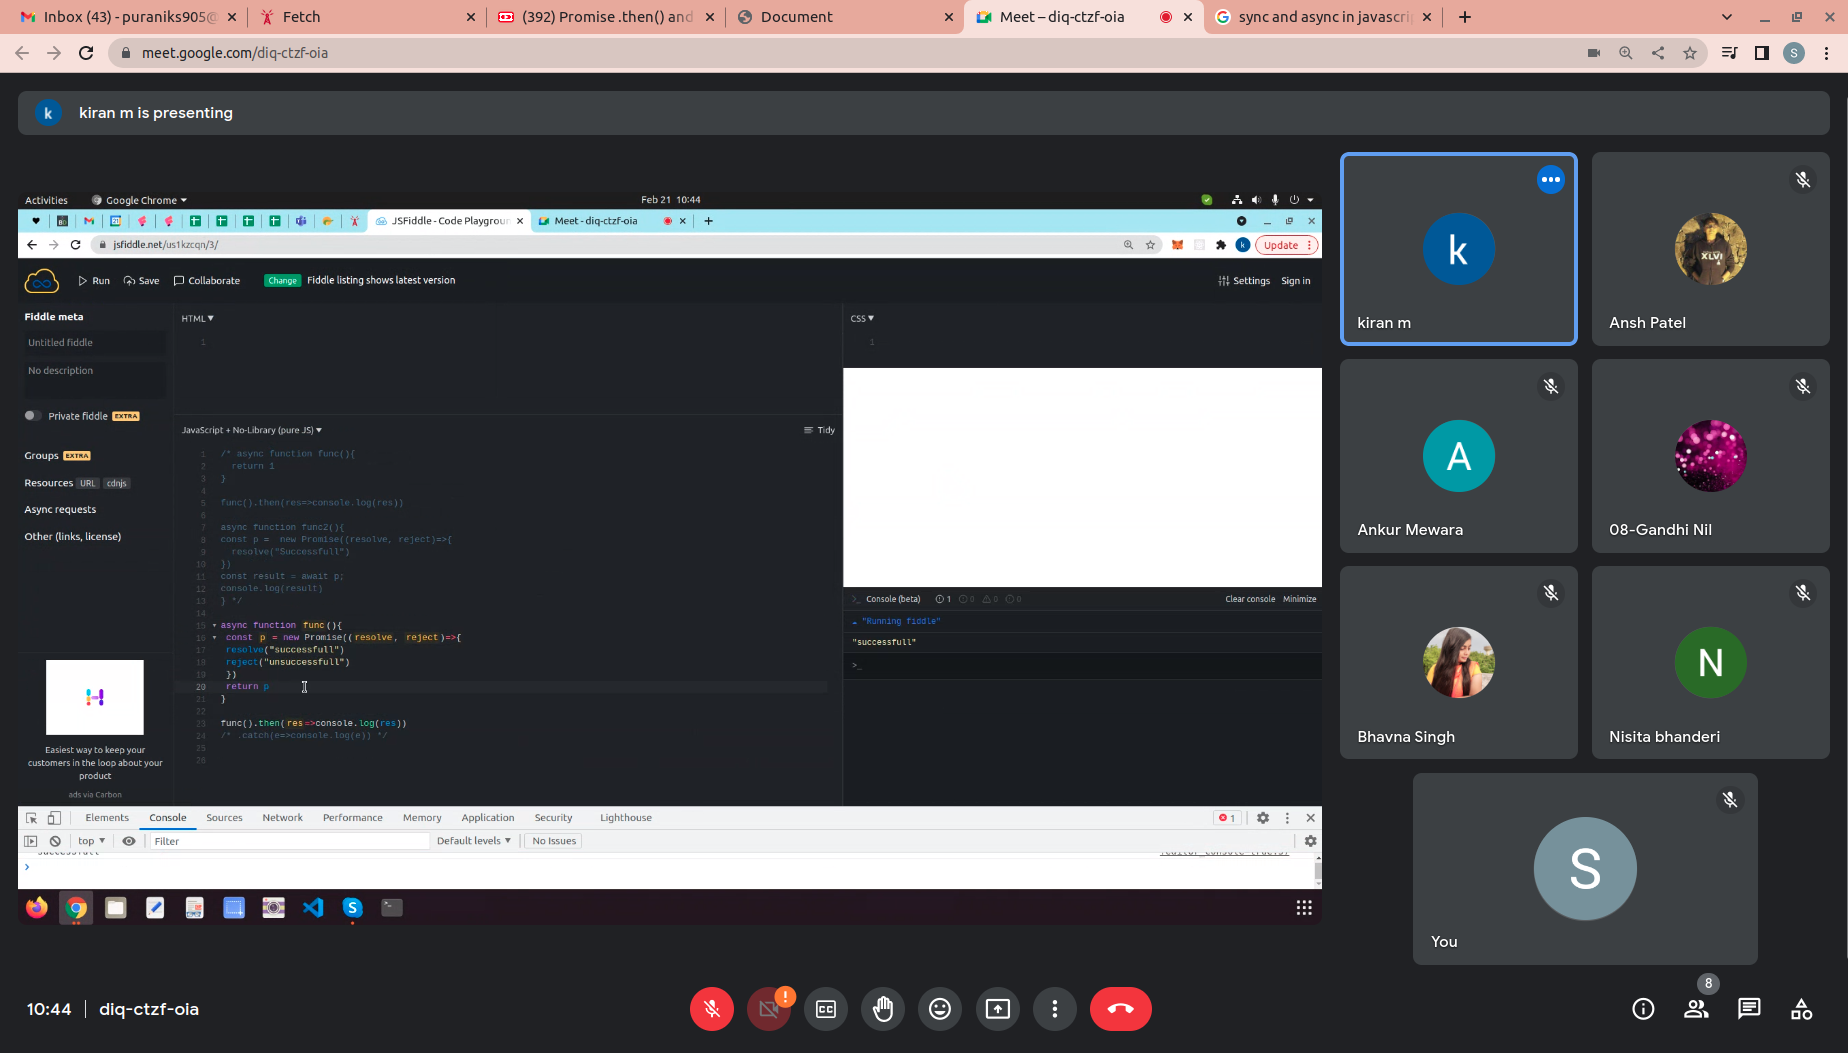 Inbox (43) - puraniks905@
Fetch
(392) Promise .then() and
Document
Meet – diq-ctzf-oia
sync and async in javascri
meet.google.com/diq-ctzf-oia
S
k
kiran m is presenting
Activities
Google Chrome
Feb 21 10:44
JSFiddle - Code Playgroun
Meet - diq-ctzf-oia
jsfiddle.net/us1kzcqn/3/
k
Update
Run
Save
Collaborate
Change
Fiddle listing shows latest version
Settings
Sign in
Fiddle meta
Untitled fiddle
No description
Private fiddle EXTRA
Groups EXTRA
Resources URL cdnjs
Async requests
Other (links, license)
Easiest way to keep your
customers in the loop about your
product
ads via Carbon
HTML
1
CSS
1
JavaScript + No-Library (pure JS)
Tidy
1 /* async function func(){
2 return 1
3 }
4
5 func().then(res=>console.log(res))
6
7 async function func2(){
8 const p = new Promise((resolve, reject)=>{
9 resolve("Successfull")
10 })
11 const result = await p;
12 console.log(result)
13 } */
14
15 async function func(){
16 const p = new Promise((resolve, reject)=>{
17 resolve("successfull")
18 reject("unsuccessfull")
19 })
20 return p
21 }
22
23 func().then(res=>console.log(res))
24 /* .catch(e=>console.log(e)) */
25
26
>_ Console (beta)
1
0
0
0
Clear console
Minimize
"Running fiddle"
"successfull"
>_
Elements
Console
Sources
Network
Performance
Memory
Application
Security
Lighthouse
1
top
Filter
Default levels
No Issues
k
kiran m
XLVI
Ansh Patel
A
Ankur Mewara
08-Gandhi Nil
Bhavna Singh
N
Nisita bhanderi
S
You
10:44 | diq-ctzf-oia
!
CC
8